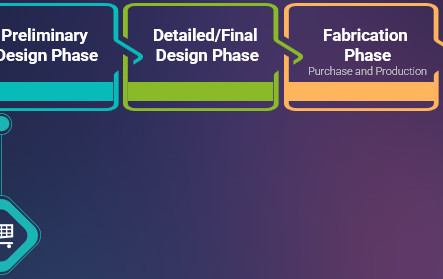 Preliminary
Design Phase
Detailed/Final
Design Phase
Fabrication
Phase
Purchase and Production